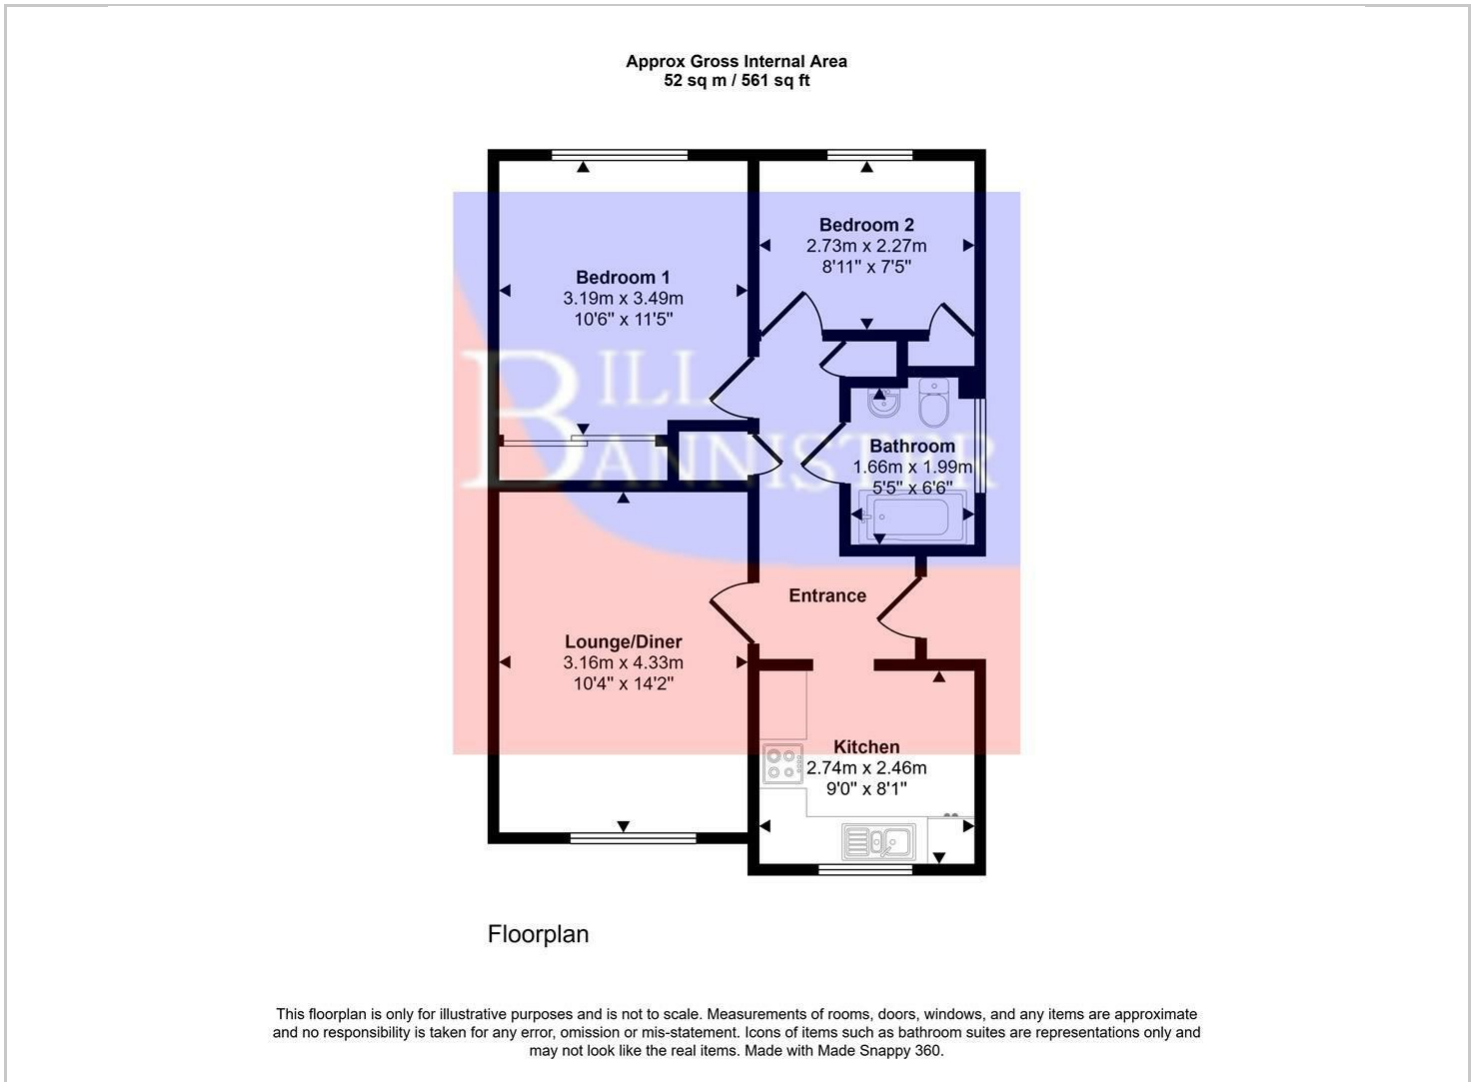 Approx Gross Internal Area
52 sq m / 561 sq ft
Bedroom 2
2.73m x 2.27m
8'11" x 7'5"
Bedroom 1
3.19m x 3.49m
10'6" x 11'5"
BILL
BANNISTER
Bathroom
1.66m x 1.99m
5'5" x 6'6"
Entrance
Lounge/Diner
3.16m x 4.33m
10'4" x 14'2"
Kitchen
2.74m x 2.46m
9'0" x 8'1"
Floorplan
This floorplan is only for illustrative purposes and is not to scale. Measurements of rooms, doors, windows, and any items are approximate
and no responsibility is taken for any error, omission or mis-statement. Icons of items such as bathroom suites are representations only and
may not look like the real items. Made with Made Snappy 360.